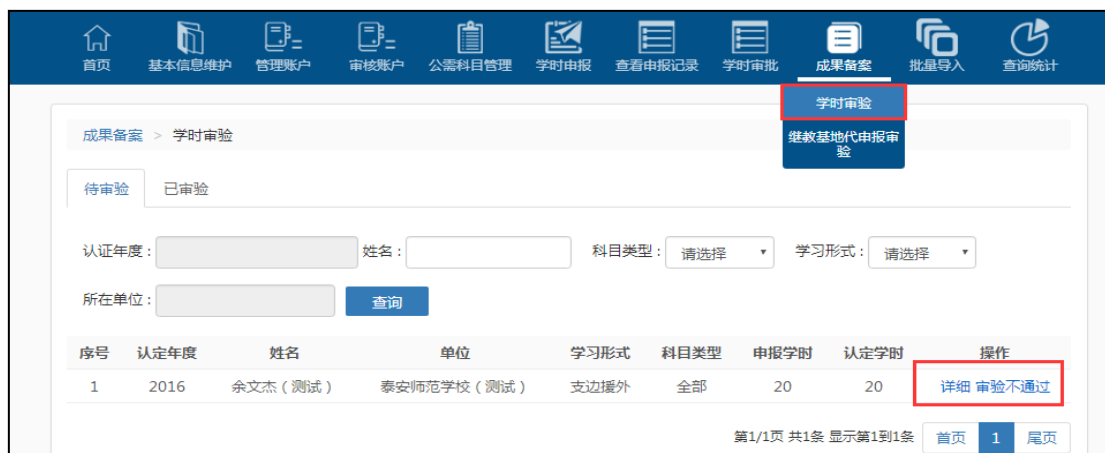 首页 基本信息维护 管理账户 审核账户 公需科目管理 学时申报 查看申报记录 学时审批 成果备案 批量导入 查询统计
学时审验
继教基地代申报审
验
成果备案 > 学时审验
待审验 已审验
认证年度： 姓名： 科目类型： 请选择 学习形式： 请选择
所在单位： 查询
序号 认定年度 姓名 单位 学习形式 科目类型 申报学时 认定学时 操作
1 2016 余文杰（测试） 泰安师范学校（测试） 支边援外 全部 20 20 详细 审验不通过
第1/1页 共1条 显示第1到1条 首页 1 尾页